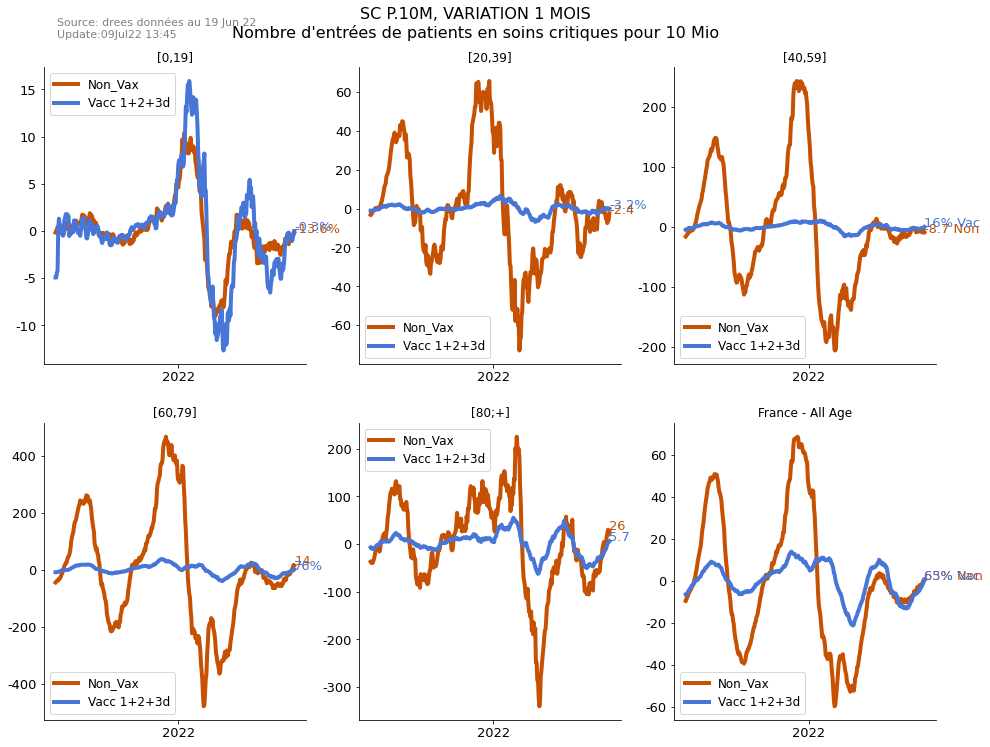 SC P.10M, VARIATION 1 MOIS
Source: drees données au 19 Jun 22
Update:09Jul22 13:45
Nombre d'entrées de patients en soins critiques pour 10 Mio
[0,19]
Non_Vax
Vacc 1+2+3d
15
10
5
0
-5
-10
2022
[20,39]
60
40
20
0
-20
-40
-60
-3.2%
-2.4
Non_Vax
Vacc 1+2+3d
2022
[40,59]
200
100
0
-100
-200
16% Vac
-8.7 Non
Non_Vax
Vacc 1+2+3d
2022
[60,79]
400
200
0
-200
-400
14
Non_Vax
Vacc 1+2+3d
2022
[80;+]
Non_Vax
Vacc 1+2+3d
200
100
0
-100
-200
-300
26
5.7
2022
France - All Age
60
40
20
0
-20
-40
-60
Non_Vax
Vacc 1+2+3d
2022